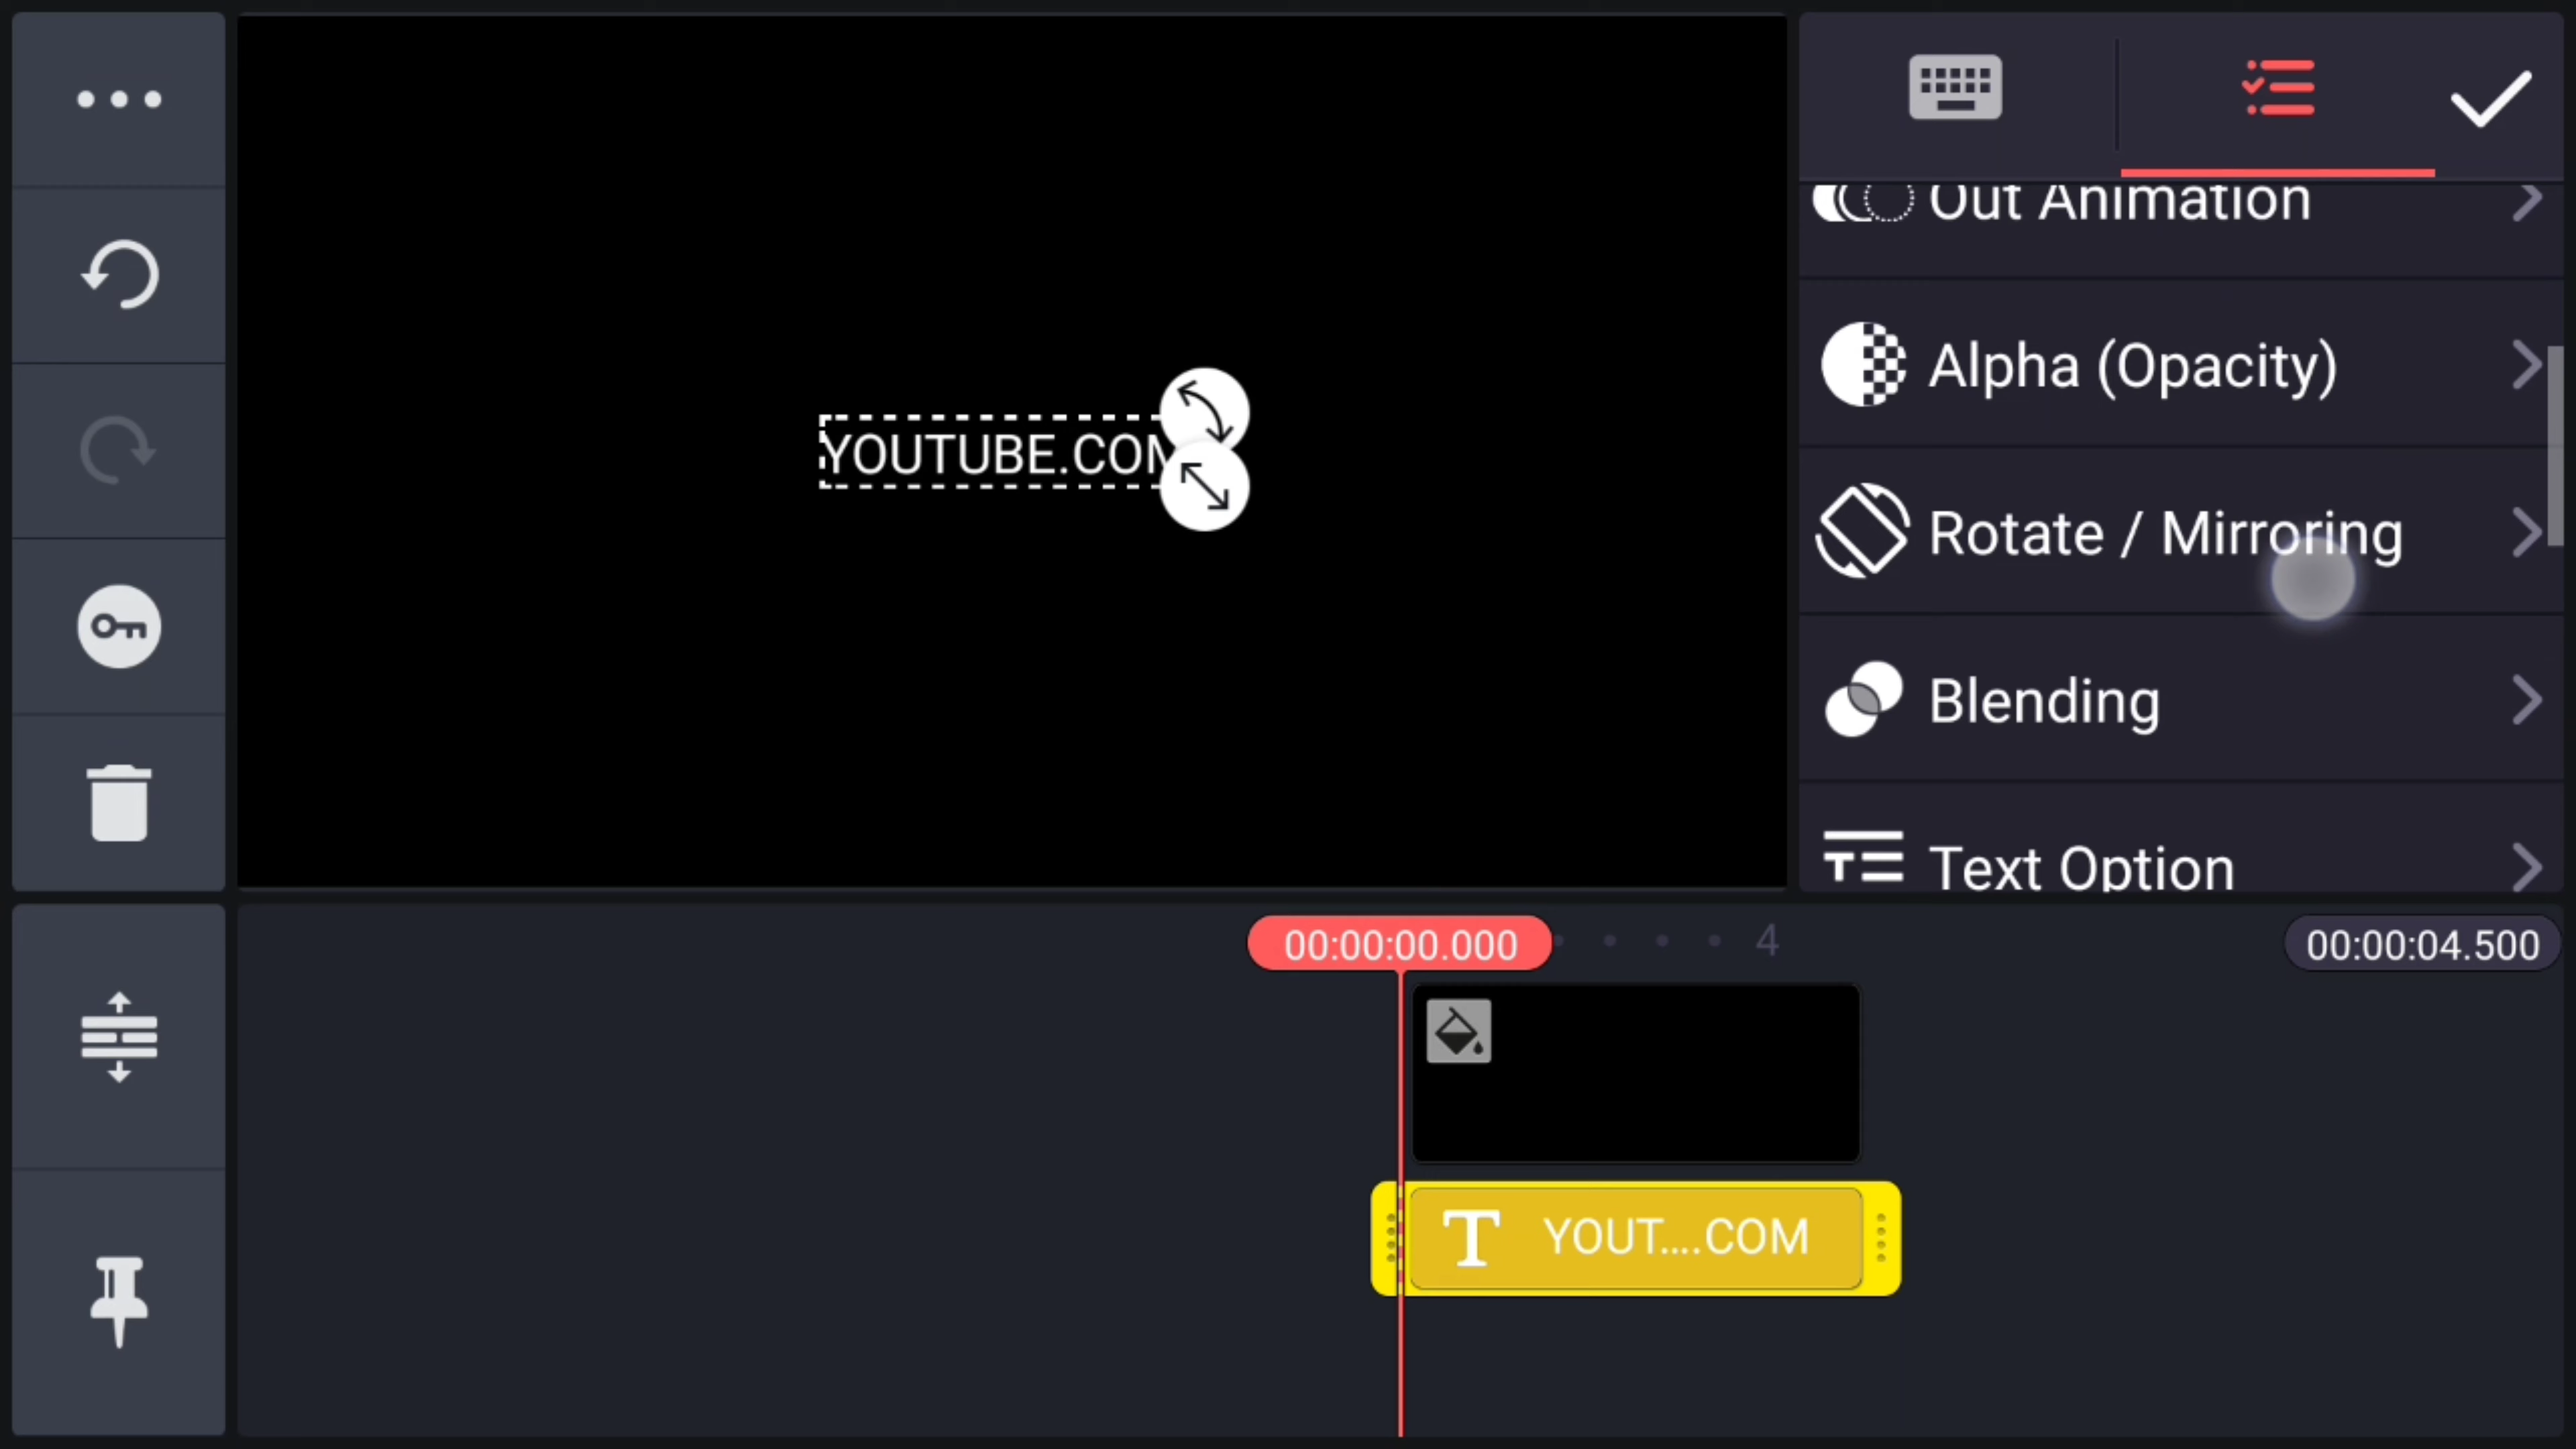 Out Animation
Alpha (Opacity)
YOUTUBE.COM
Rotate / Mirroring
Blending
Text Option
00:00:00.000
4
00:00:04.500
T YOUT....COM